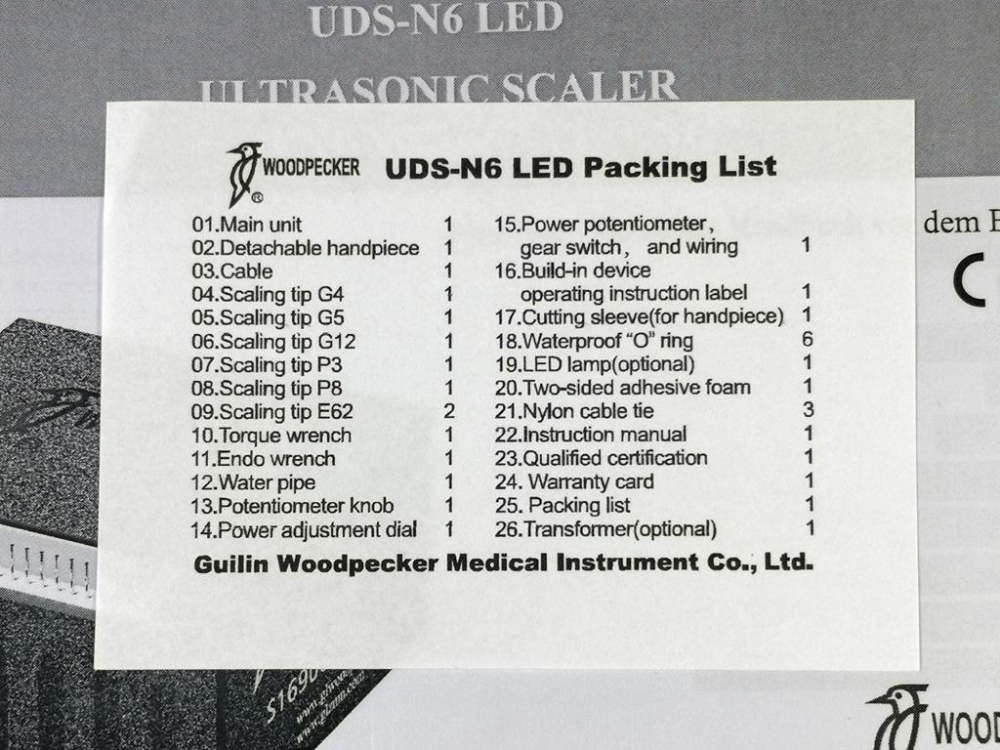 UDS-N6 LED
ULTRASONIC SCALER
WOODPECKER
®
UDS-N6 LED Packing List
01.Main unit 1
02.Detachable handpiece 1
03.Cable 1
04.Scaling tip G4 1
05.Scaling tip G5 1
06.Scaling tip G12 1
07.Scaling tip P3 1
08.Scaling tip P8 1
09.Scaling tip E62 2
10.Torque wrench 1
11.Endo wrench 1
12.Water pipe 1
13.Potentiometer knob 1
14.Power adjustment dial 1
15.Power potentiometer,
gear switch, and wiring 1
16.Build-in device
operating instruction label 1
17.Cutting sleeve(for handpiece) 1
18.Waterproof “O” ring 6
19.LED lamp(optional) 1
20.Two-sided adhesive foam 1
21.Nylon cable tie 3
22.Instruction manual 1
23.Qualified certification 1
24. Warranty card 1
25. Packing list 1
26.Transformer(optional) 1
Guilin Woodpecker Medical Instrument Co., Ltd.
dem